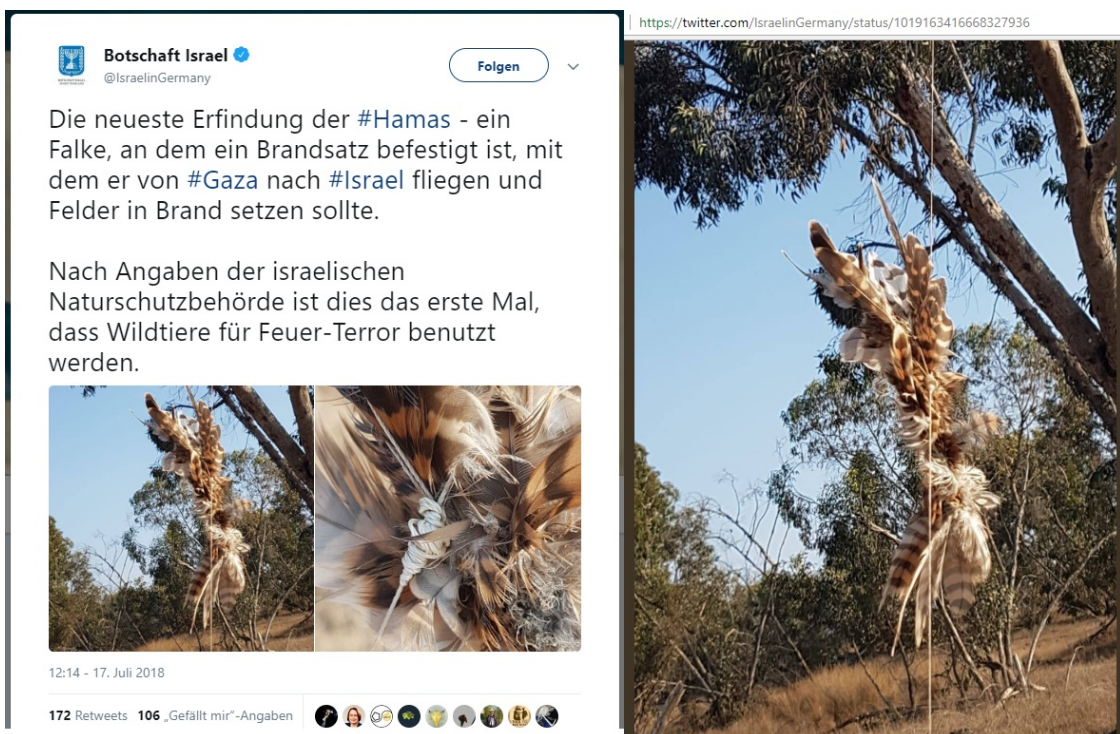 Botschaft Israel
@IsraelinGermany
Folgen
Die neueste Erfindung der #Hamas - ein
Falke, an dem ein Brandsatz befestigt ist, mit
dem er von #Gaza nach #Israel fliegen und
Felder in Brand setzen sollte.
Nach Angaben der israelischen
Naturschutzbehörde ist dies das erste Mal,
dass Wildtiere für Feuer-Terror benutzt
werden.
12:14 - 17. Juli 2018
172 Retweets 106 „Gefällt mir“-Angaben
https://twitter.com/IsraelinGermany/status/1019163416668327936